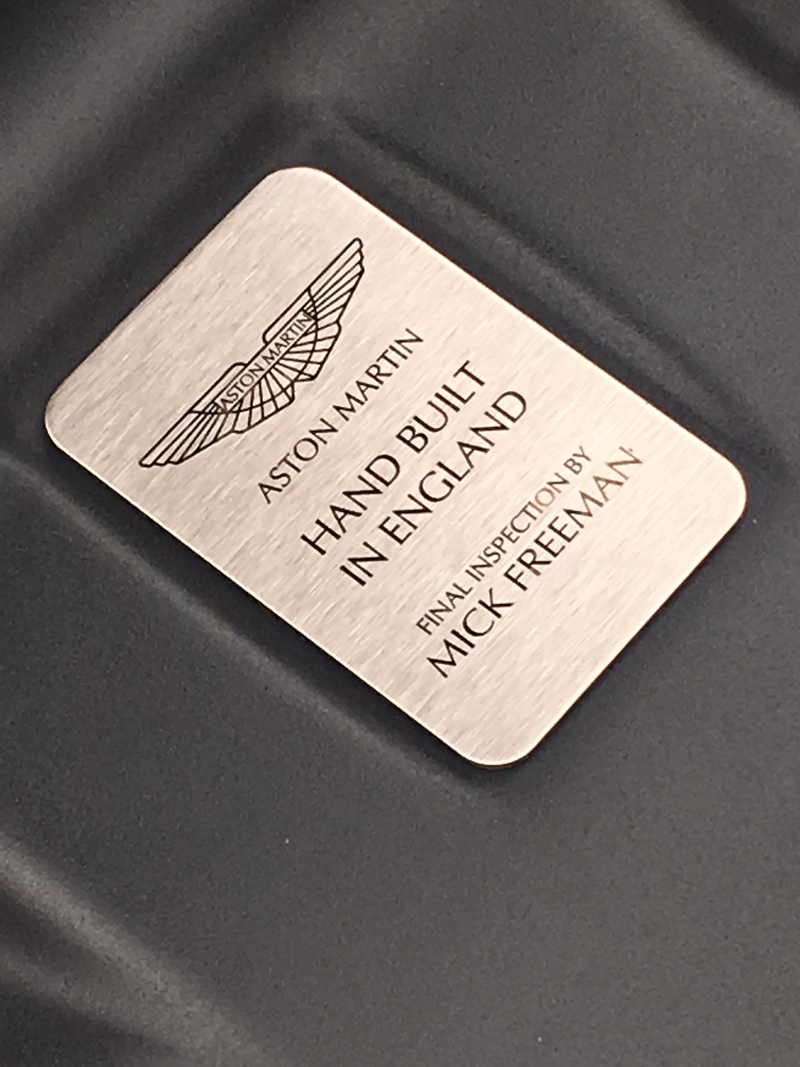 ASTON MARTIN
ASTON MARTIN
HAND BUILT
IN ENGLAND
FINAL INSPECTION BY
MICK FREEMAN